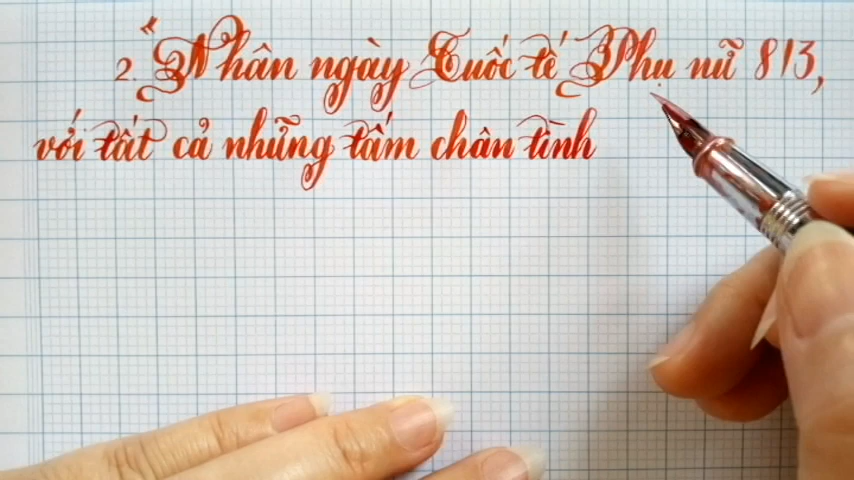 2. "Nhân ngày Quốc tế Phụ nữ 8/3,
với tất cả những tấm chân tình